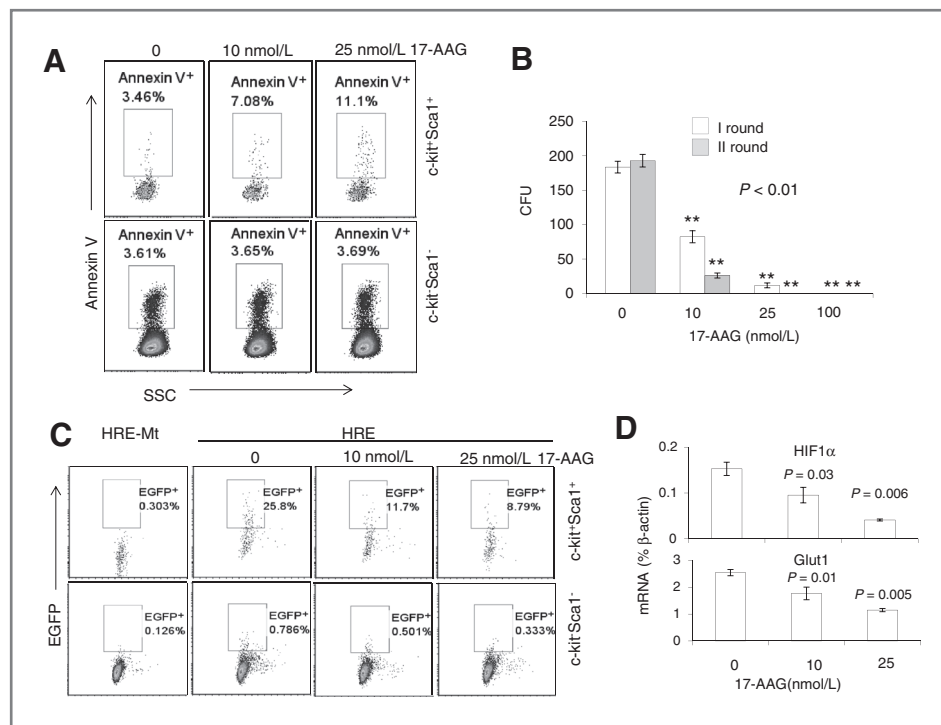 A
0 10 nmol/L 25 nmol/L 17-AAG
Annexin V+ Annexin V+ Annexin V+
3.46% 7.08% 11.1%
c-kit+Sca1+
Annexin V+ Annexin V+ Annexin V+
3.61% 3.65% 3.69%
c-kit-Sca1-
Annexin V
SSC
B
250
200
150
100
50
0
CFU
I round
II round
P < 0.01
**
**
**
**
** **
0 10 25 100
17-AAG (nmol/L)
C
HRE-Mt HRE
0 10 nmol/L 25 nmol/L 17-AAG
EGFP+ EGFP+ EGFP+ EGFP+
0.303% 25.8% 11.7% 8.79%
c-kit+Sca1+
EGFP+ EGFP+ EGFP+ EGFP+
0.126% 0.786% 0.501% 0.333%
c-kit-Sca1-
EGFP
D
0.2
0.1
0
HIF1α
P = 0.03
P = 0.006
mRNA (% β-actin)
3
2
1
0
Glut1
P = 0.01
P = 0.005
0 10 25
17-AAG(nmol/L)